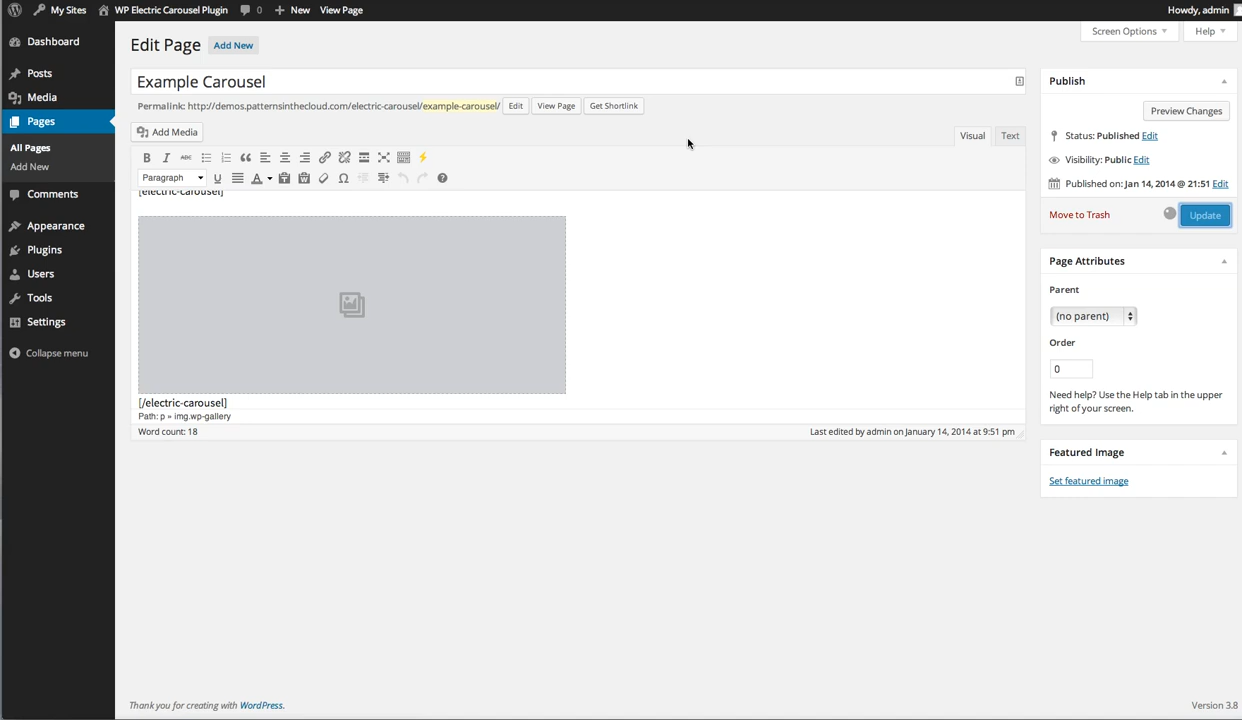 My Sites WP Electric Carousel Plugin 0 New View Page Howdy, admin
Screen Options Help
Dashboard
Posts
Media
Pages
All Pages
Add New
Comments
Appearance
Plugins
Users
Tools
Settings
Collapse menu
Edit Page Add New
Example Carousel
Permalink: http://demos.patternsinthecloud.com/electric-carousel/example-carousel/ Edit View Page Get Shortlink
Add Media Visual Text
B I ABC
Paragraph U A
[electric-carousel]
[/electric-carousel]
Path: p » img.wp-gallery
Word count: 18 Last edited by admin on January 14, 2014 at 9:51 pm
Publish
Preview Changes
Status: Published Edit
Visibility: Public Edit
Published on: Jan 14, 2014 @ 21:51 Edit
Move to Trash Update
Page Attributes
Parent
(no parent)
Order
0
Need help? Use the Help tab in the upper
right of your screen.
Featured Image
Set featured image
Thank you for creating with WordPress. Version 3.8